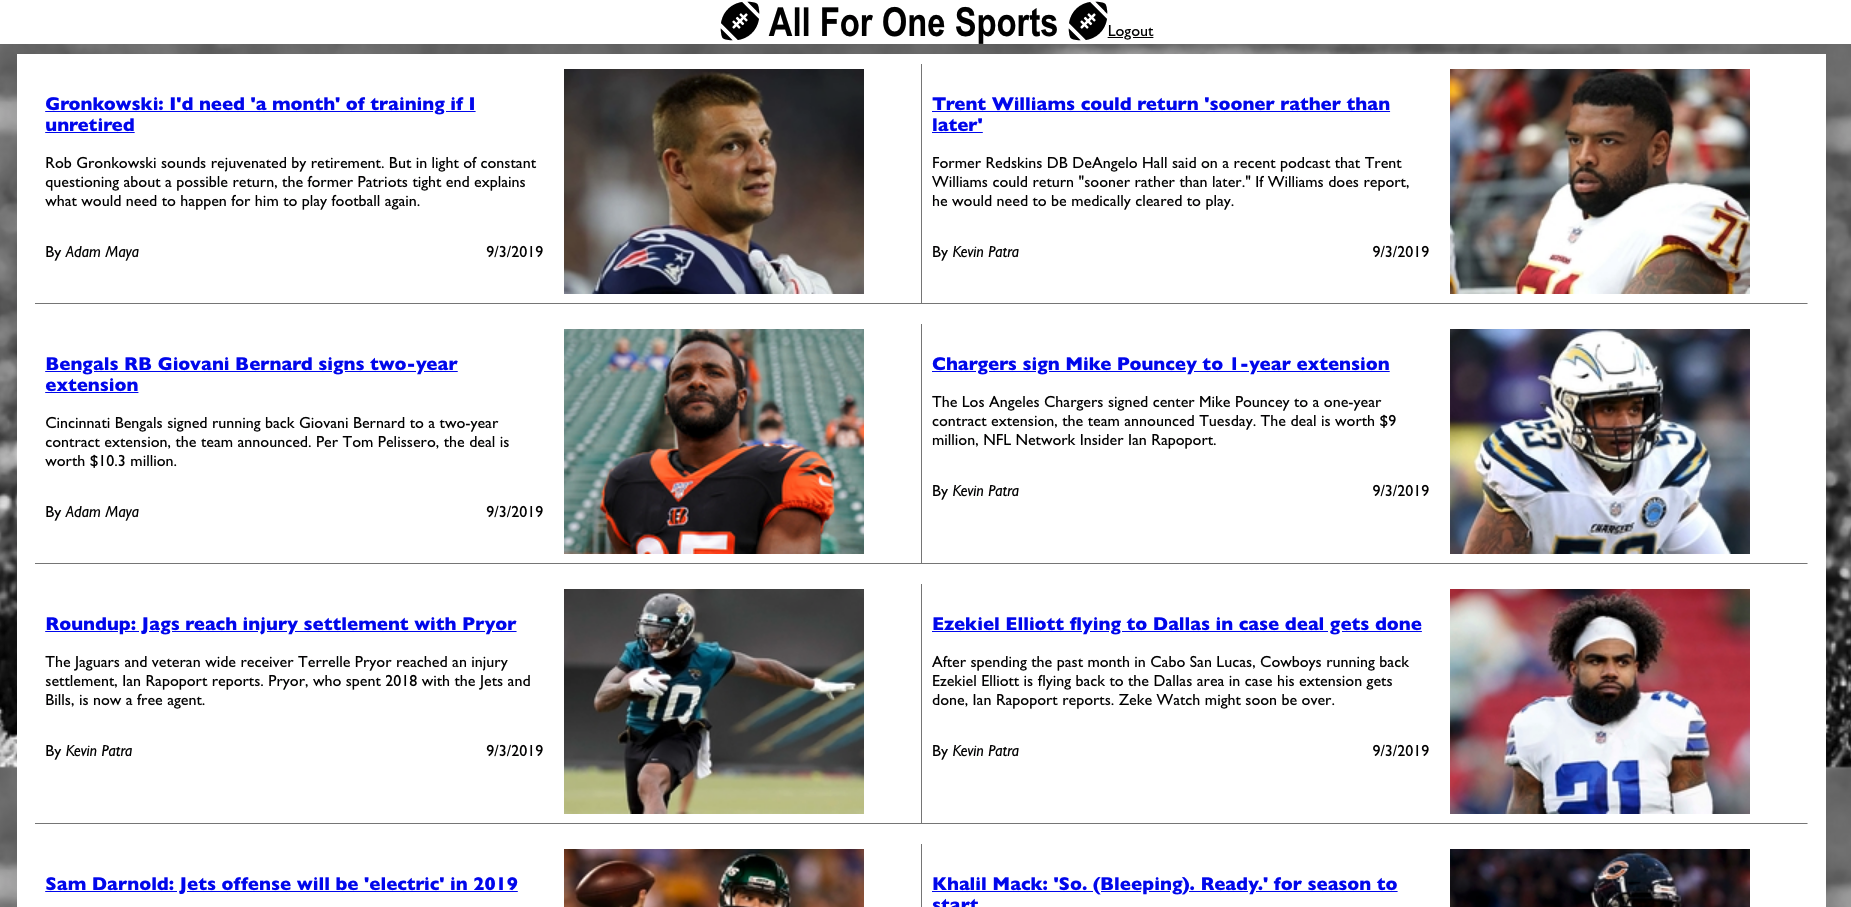 All For One Sports
Logout
Gronkowski: I'd need 'a month' of training if I
unretired
Rob Gronkowski sounds rejuvenated by retirement. But in light of constant
questioning about a possible return, the former Patriots tight end explains
what would need to happen for him to play football again.
By Adam Maya
9/3/2019
Trent Williams could return 'sooner rather than
later'
Former Redskins DB DeAngelo Hall said on a recent podcast that Trent
Williams could return "sooner rather than later." If Williams does report,
he would need to be medically cleared to play.
By Kevin Patra
9/3/2019
71
Bengals RB Giovani Bernard signs two-year
extension
Cincinnati Bengals signed running back Giovani Bernard to a two-year
contract extension, the team announced. Per Tom Pelissero, the deal is
worth $10.3 million.
By Adam Maya
9/3/2019
Chargers sign Mike Pouncey to 1-year extension
The Los Angeles Chargers signed center Mike Pouncey to a one-year
contract extension, the team announced Tuesday. The deal is worth $9
million, NFL Network Insider Ian Rapoport.
By Kevin Patra
9/3/2019
53
CHARGERS
Roundup: Jags reach injury settlement with Pryor
The Jaguars and veteran wide receiver Terrelle Pryor reached an injury
settlement, Ian Rapoport reports. Pryor, who spent 2018 with the Jets and
Bills, is now a free agent.
By Kevin Patra
9/3/2019
10
Ezekiel Elliott flying to Dallas in case deal gets done
After spending the past month in Cabo San Lucas, Cowboys running back
Ezekiel Elliott is flying back to the Dallas area in case his extension gets
done, Ian Rapoport reports. Zeke Watch might soon be over.
By Kevin Patra
9/3/2019
21
Sam Darnold: Jets offense will be 'electric' in 2019
Khalil Mack: 'So. (Bleeping). Ready.' for season to
start